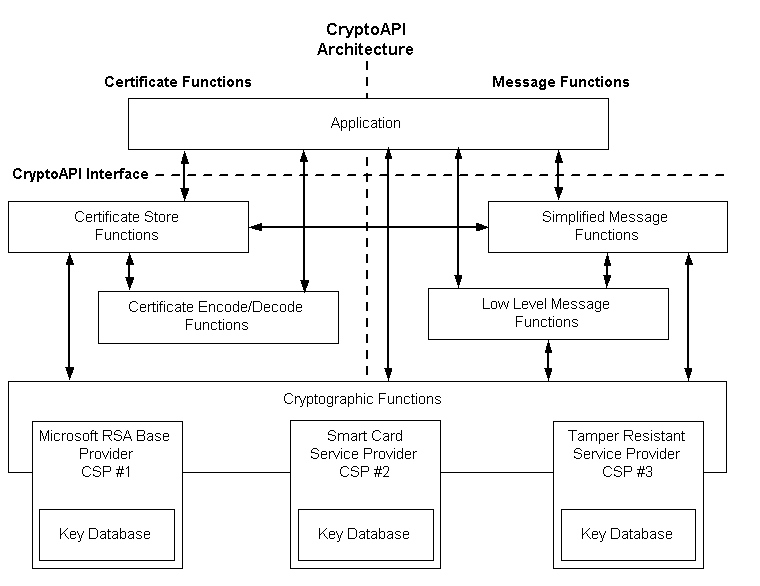 CryptoAPI
Architecture
Certificate Functions
Message Functions
Application
CryptoAPI Interface
Certificate Store
Functions
Simplified Message
Functions
Certificate Encode/Decode
Functions
Low Level Message
Functions
Cryptographic Functions
Microsoft RSA Base
Provider
CSP #1
Smart Card
Service Provider
CSP #2
Tamper Resistant
Service Provider
CSP #3
Key Database
Key Database
Key Database